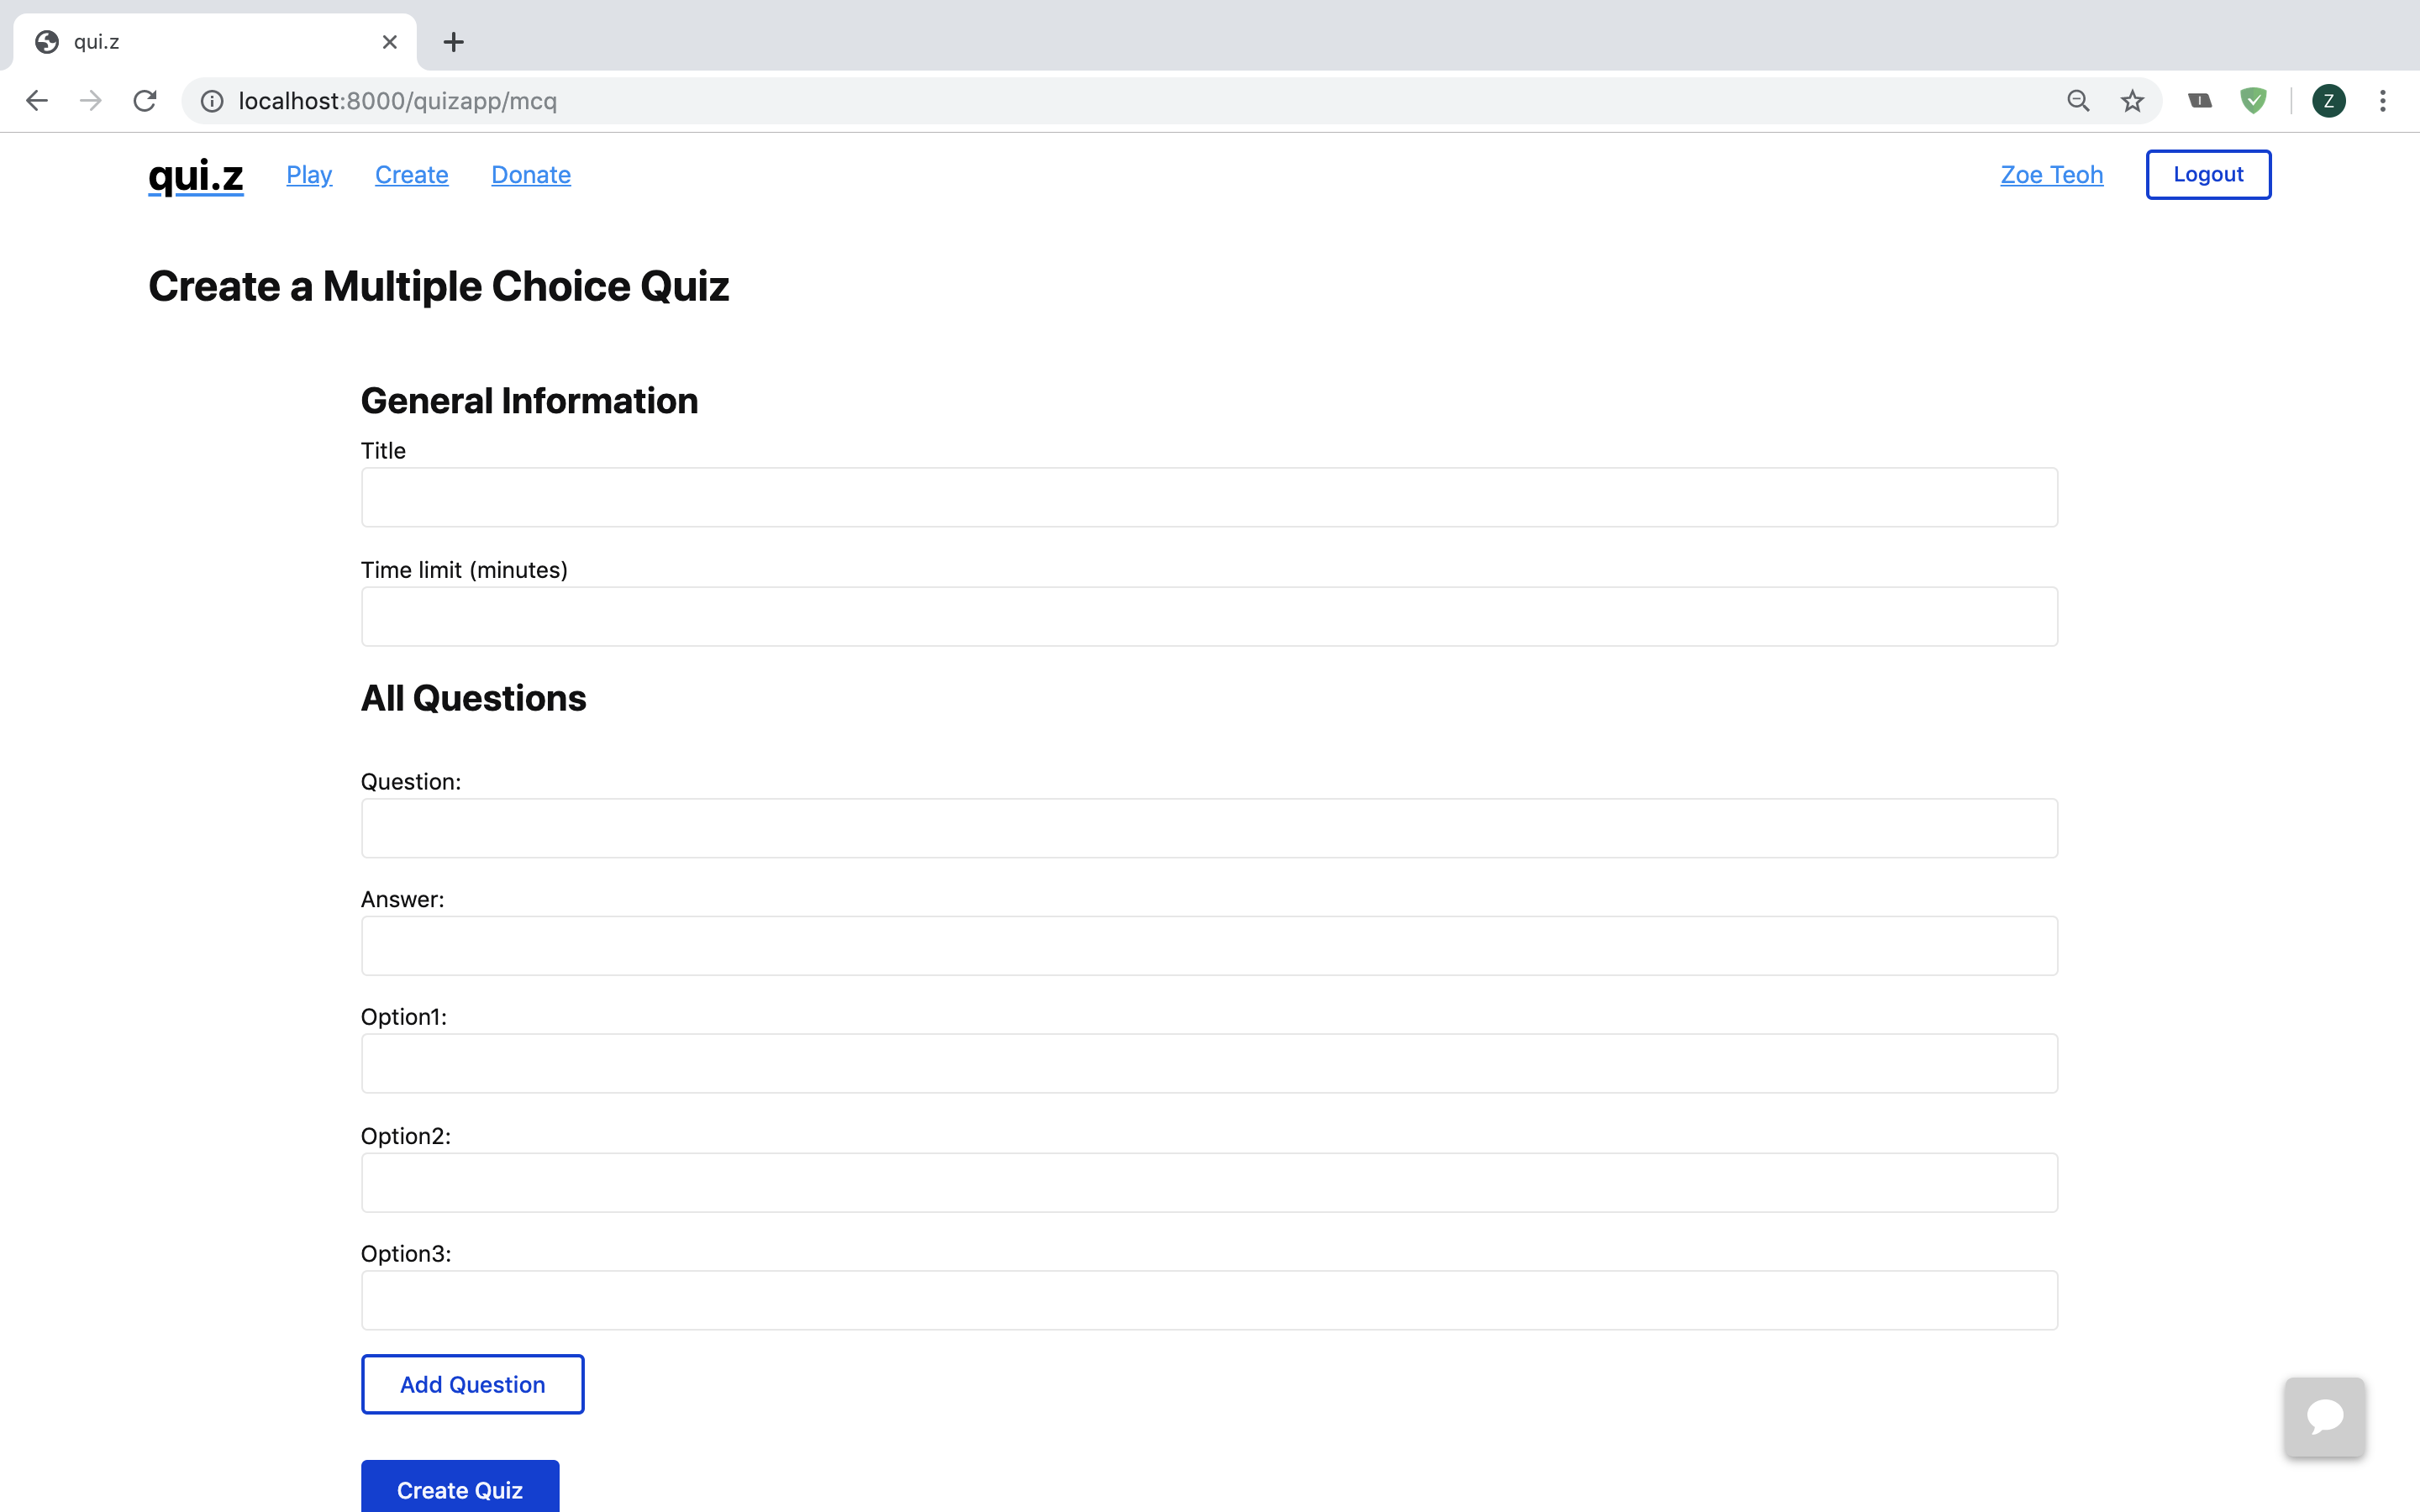 qui.z
localhost:8000/quizapp/mcq
Z
qui.z Play Create Donate Zoe Teoh Logout
Create a Multiple Choice Quiz
General Information
Title
Time limit (minutes)
All Questions
Question:
Answer:
Option1:
Option2:
Option3:
Add Question
Create Quiz